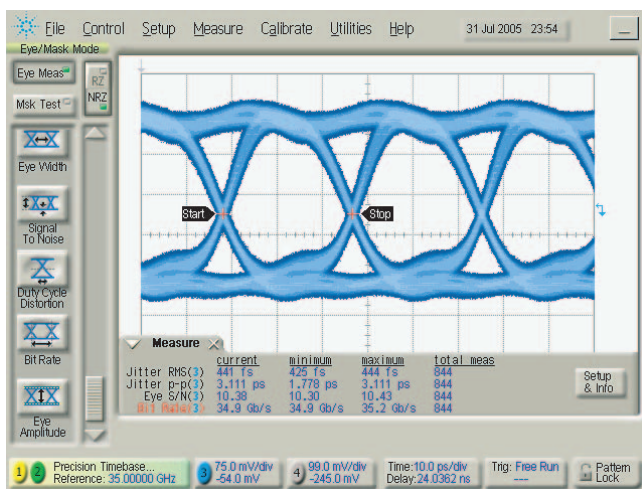 File Control Setup Measure Calibrate Utilities Help 31 Jul 2005 23:54
Eye/Mask Mode
Eye Meas
RZ
NRZ
Msk Test
Eye Width
Signal
To Noise
Duty Cycle
Distortion
Bit Rate
Eye
Amplitude
Start
Stop
Measure
current minimum maximum total meas
Jitter RMS(3) 441 fs 425 fs 444 fs 844
Jitter p-p(3) 3.111 ps 1.778 ps 3.111 ps 844
Eye S/N(3) 10.38 10.30 10.43 844
Bit Rate(3) 34.9 Gb/s 34.9 Gb/s 35.2 Gb/s 844
Setup
& Info
1 2 Precision Timebase...
Reference: 35.00000 GHz
3 75.0 mV/div
-54.0 mV
4 99.0 mV/div
-245.0 mV
Time:10.0 ps/div
Delay:24.0362 ns
Trig: Free Run
---
Pattern
Lock